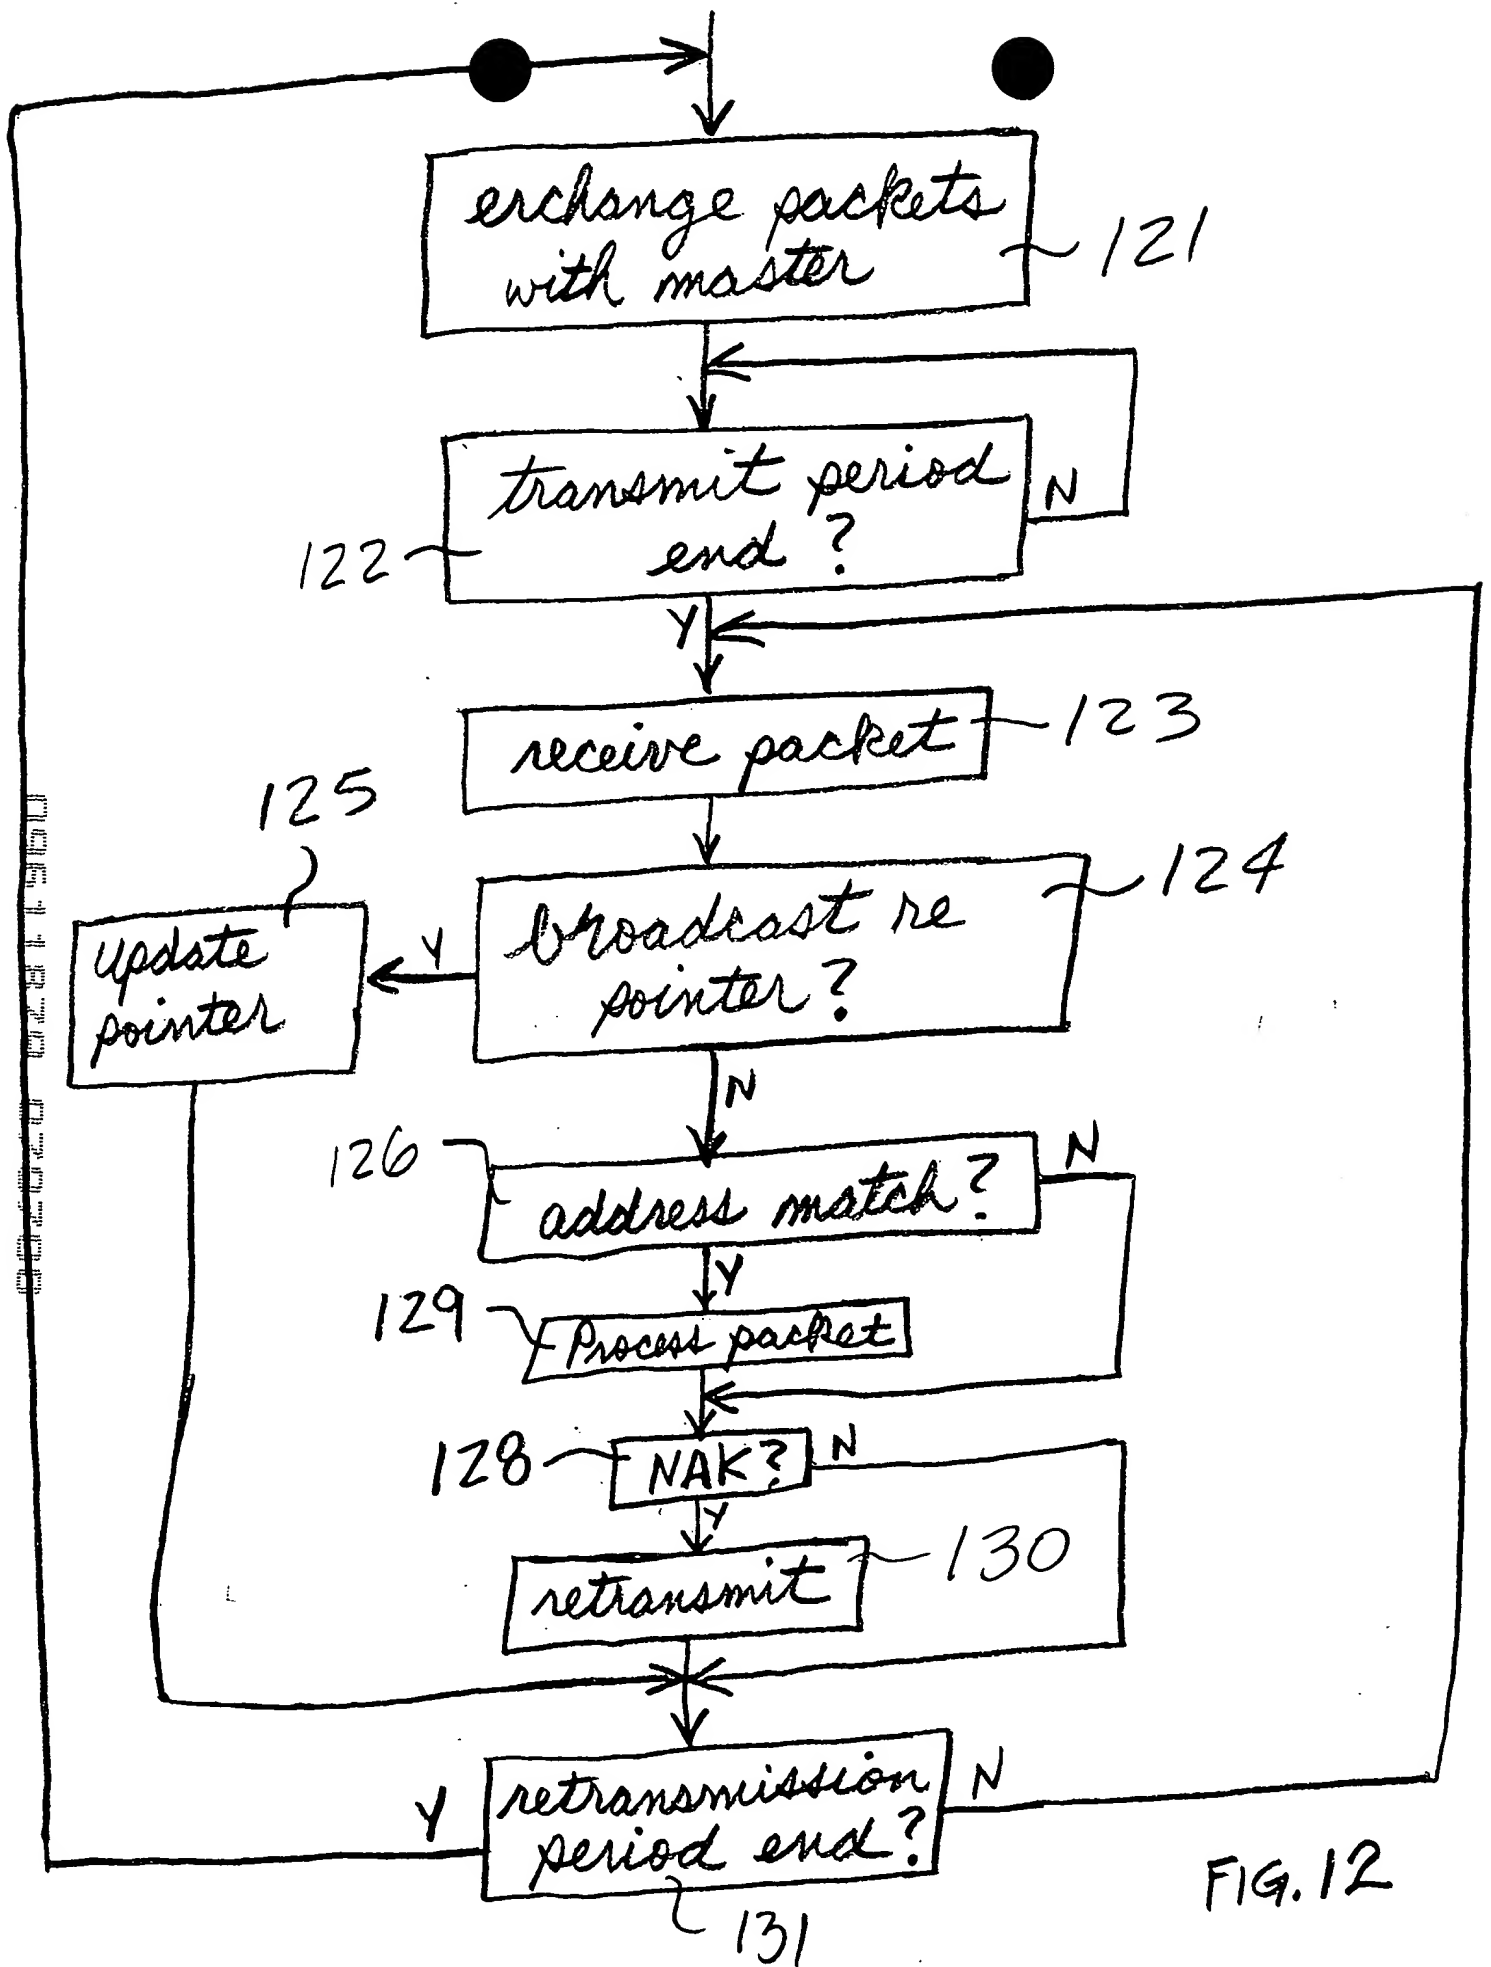 exchange packets
with master
121
transmit period
end ?
N
122
Y
receive packet
123
125
124
broadcast re
pointer ?
Y
update
pointer
N
126
address match ?
N
Y
129
Process packet
128
NAK ?
N
Y
retransmit
130
retransmission
period end ?
Y
N
131
FIG. 12